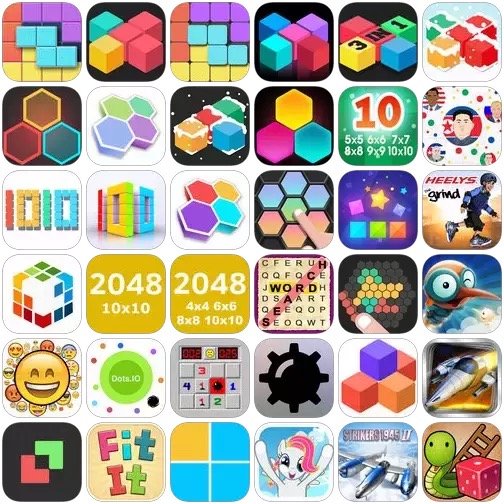 3 IN 1
10
5x5 6x6 7x7
8x8 9x9 10x10
1010
HEELYS
the
grind
2048
10x10
2048
4x4 6x6
8x8 10x10
WORD
Dots.IO
Fit
It
STRIKERS 1945 II